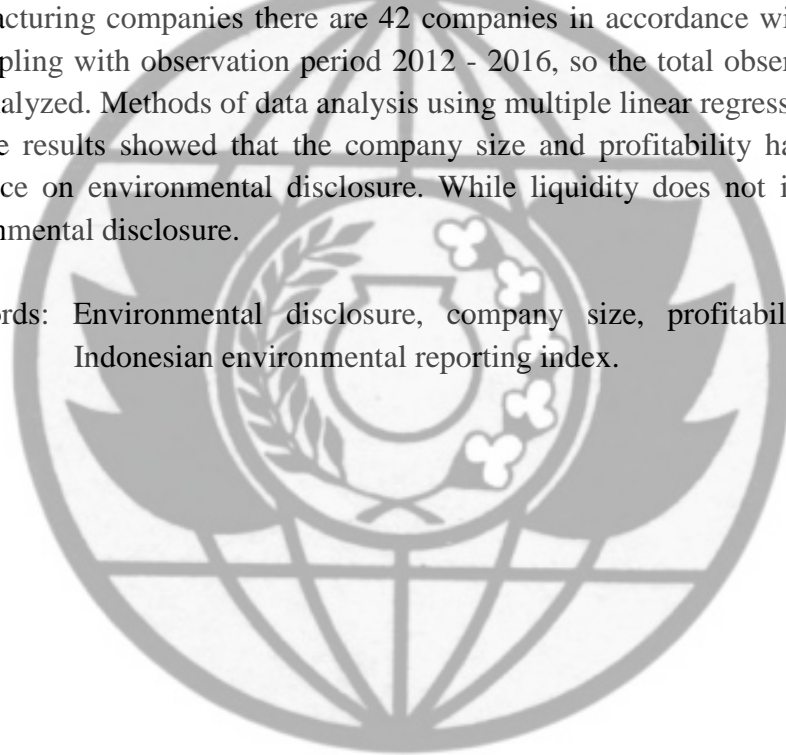 acturing companies there are 42 companies in accordance wi
pling with observation period 2012 - 2016, so the total obser
alyzed. Methods of data analysis using multiple linear regress
e results showed that the company size and profitability ha
ce on environmental disclosure. While liquidity does not i
nmental disclosure.
rds: Environmental disclosure, company size, profitabil
Indonesian environmental reporting index.